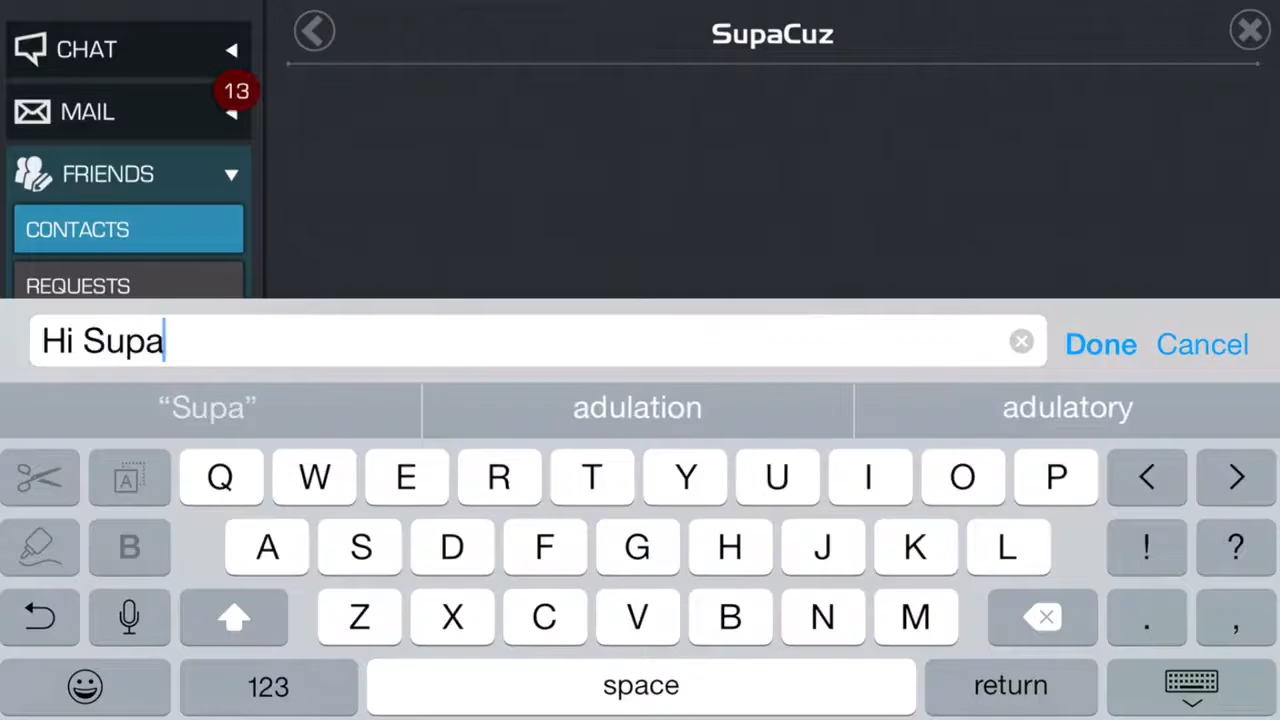 SupaCuz
CHAT
13
MAIL
FRIENDS
CONTACTS
REQUESTS
Hi Supa
Done Cancel
“Supa” adulation adulatory
A Q W E R T Y U I O P < >
B A S D F G H J K L ! ?
Z X C V B N M . ,
123 space return